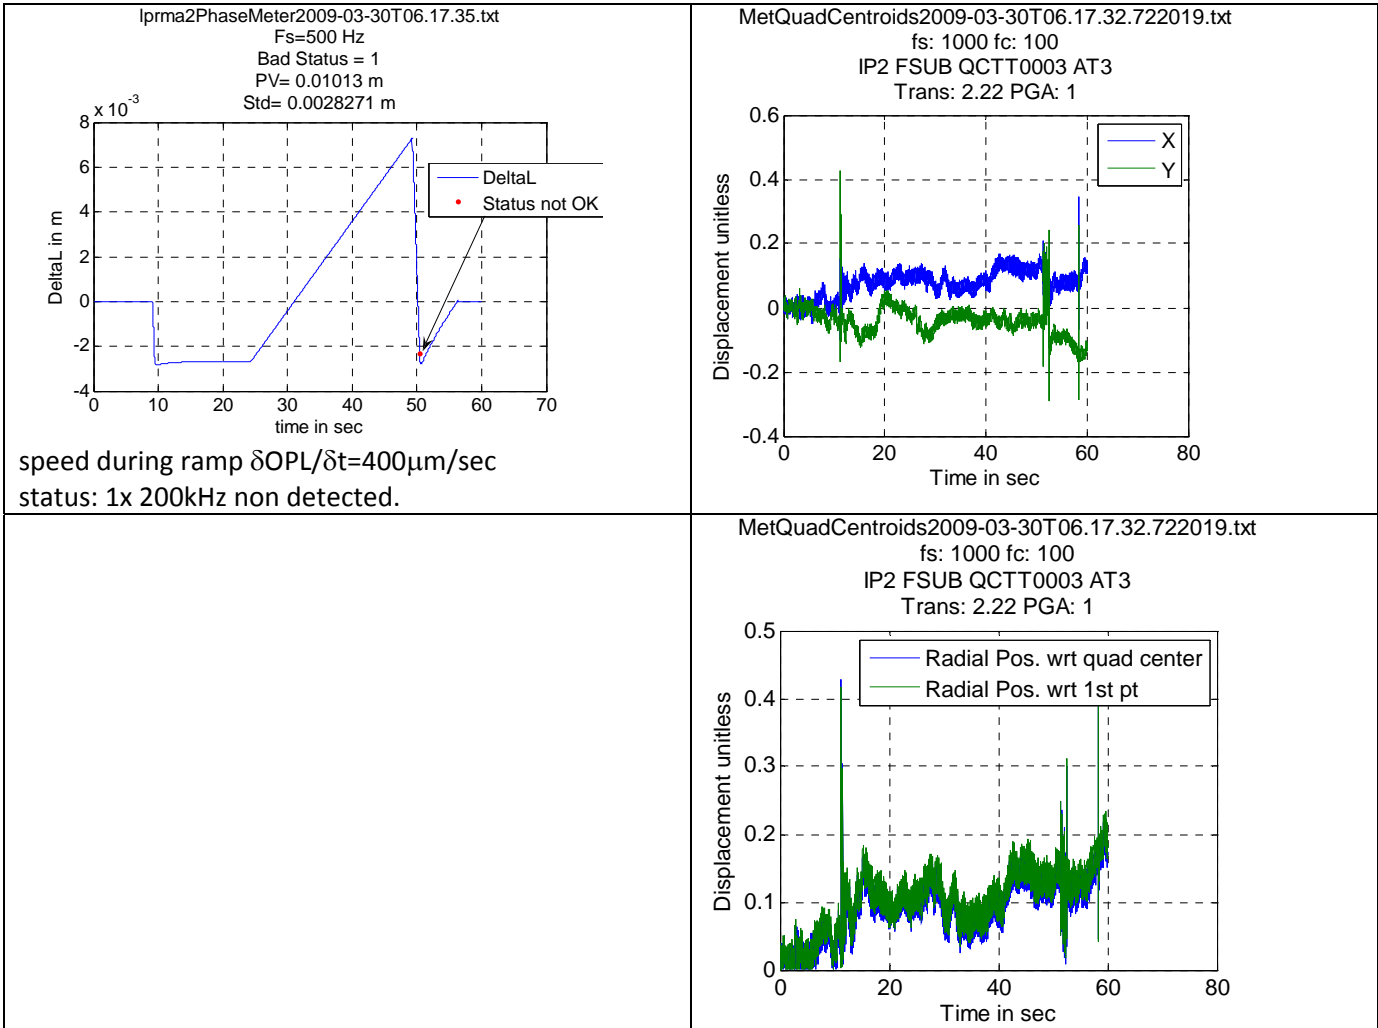 lprma2PhaseMeter2009-03-30T06.17.35.txt
Fs=500 Hz
Bad Status = 1
PV= 0.01013 m
Std= 0.0028271 m
x 10^-3
8
6
4
2
0
-2
-4
DeltaL in m
DeltaL
Status not OK
0 10 20 30 40 50 60 70
time in sec
speed during ramp δOPL/δt=400μm/sec
status: 1x 200kHz non detected.
MetQuadCentroids2009-03-30T06.17.32.722019.txt
fs: 1000 fc: 100
IP2 FSUB QCTT0003 AT3
Trans: 2.22 PGA: 1
0.6
0.4
0.2
0
-0.2
-0.4
Displacement unitless
X
Y
0 20 40 60 80
Time in sec
MetQuadCentroids2009-03-30T06.17.32.722019.txt
fs: 1000 fc: 100
IP2 FSUB QCTT0003 AT3
Trans: 2.22 PGA: 1
0.5
0.4
0.3
0.2
0.1
0
Displacement unitless
Radial Pos. wrt quad center
Radial Pos. wrt 1st pt
0 20 40 60 80
Time in sec